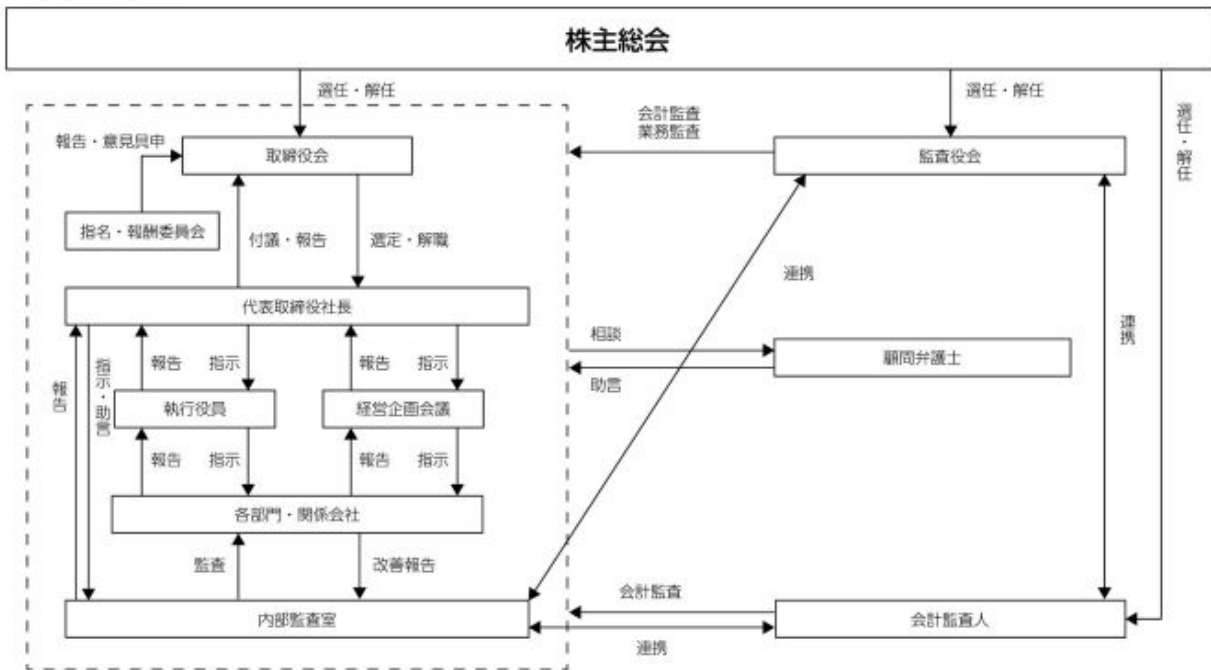 株主総会
選任・解任
選任・解任
選任・解任
会計監査
業務監査
報告・意見具申
取締役会
監査役会
指名・報酬委員会
付議・報告
選定・解職
連携
代表取締役社長
連携
相談
顧問弁護士
助言
報告
指示・助言
報告
指示
報告
指示
執行役員
経営企画会議
報告
指示
報告
指示
各部門・関係会社
監査
改善報告
会計監査
内部監査室
会計監査人
連携